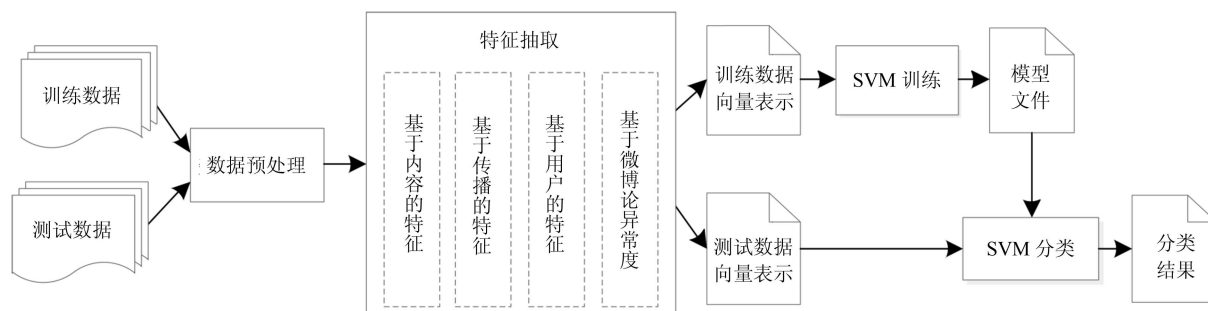 训练数据
测试数据
数据预处理
特征抽取
基于内容的特征
基于传播的特征
基于用户的特征
基于微博论异常度
训练数据
向量表示
SVM 训练
模型
文件
测试数据
向量表示
SVM 分类
分类
结果